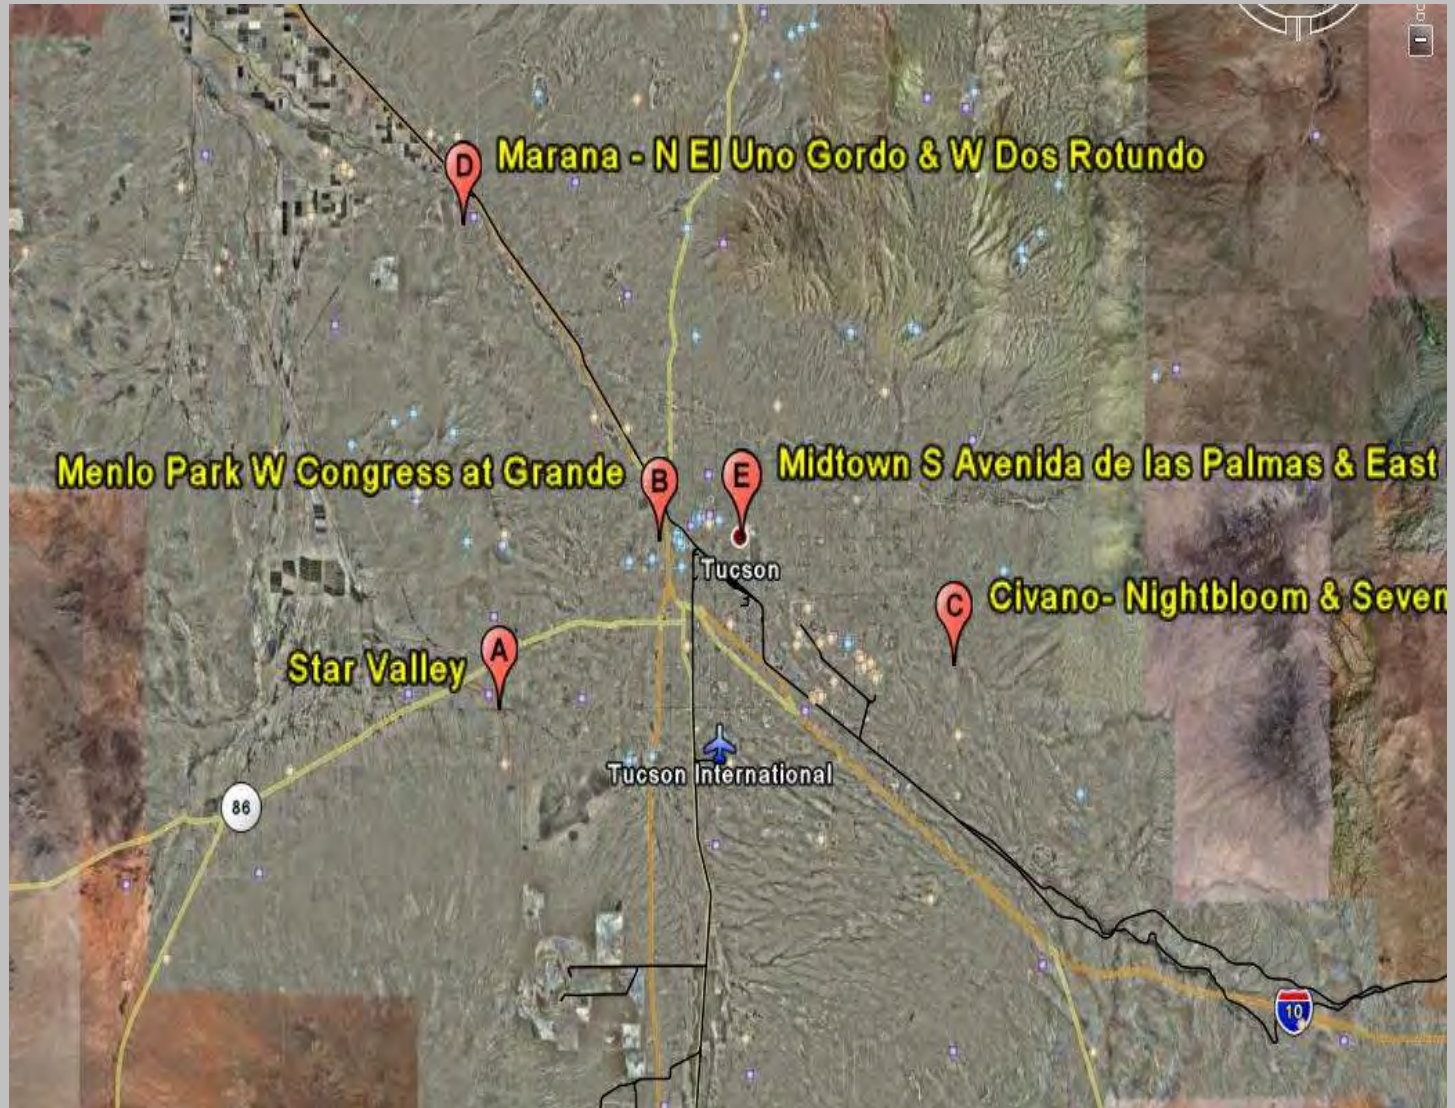 D
Marana - N El Uno Gordo & W Dos Rotundo
Menlo Park W Congress at Grande
B
E
Midtown S Avenida de las Palmas & East
Tucson
C
Civano- Nightbloom & Seven
A
Star Valley
Tucson International
86
10